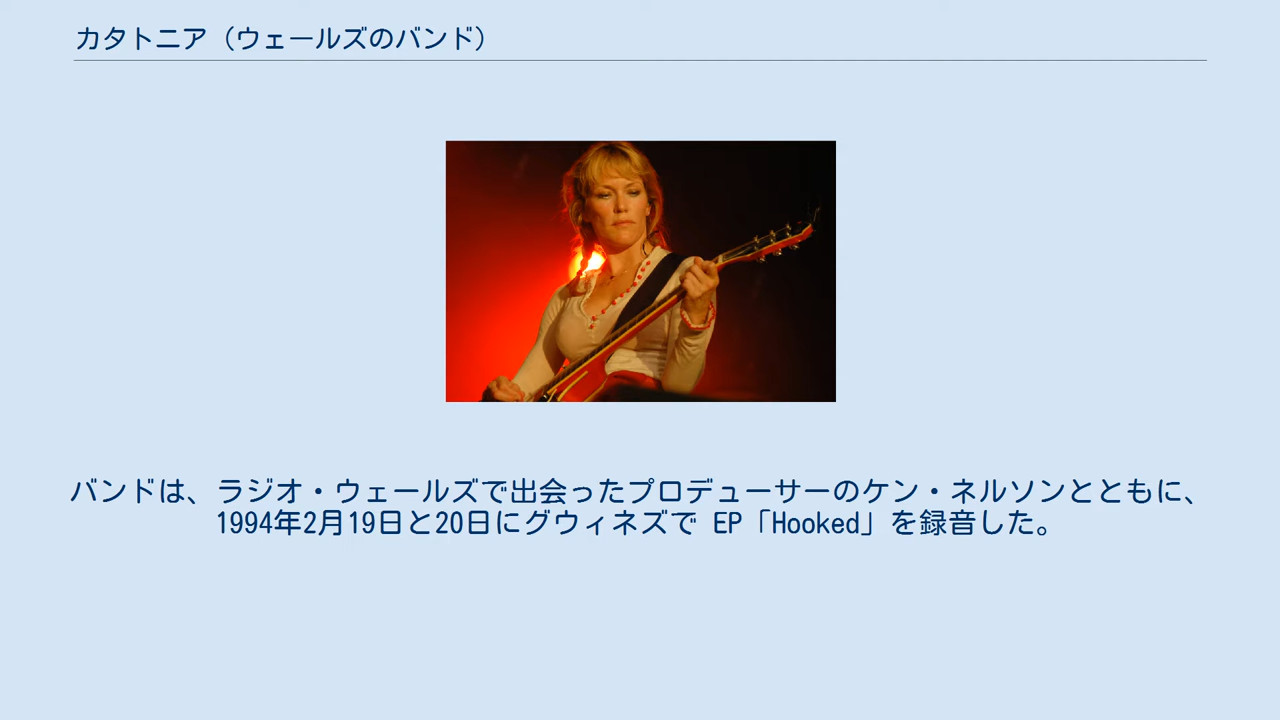 カタトニア（ウェールズのバンド）
バンドは、ラジオ・ウェールズで出会ったプロデューサーのケン・ネルソンとともに、
1994年2月19日と20日にグウィネズで EP「Hooked」を録音した。